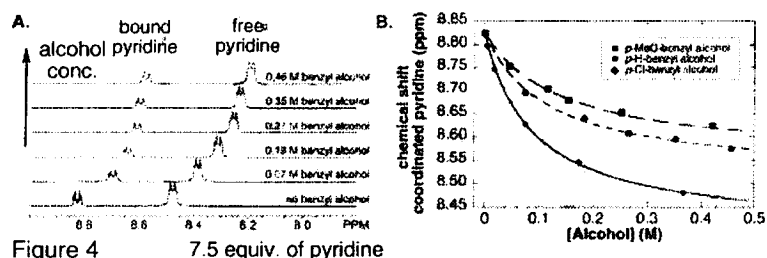 A.
bound pyridine
free pyridine
alcohol conc.
0.46 M benzyl alcohol
0.35 M benzyl alcohol
0.27 M benzyl alcohol
0.18 M benzyl alcohol
0.07 M benzyl alcohol
no benzyl alcohol
8.8 8.6 8.4 8.2 8.0 PPM
Figure 4
7.5 equiv. of pyridine
B.
chemical shift
coordinated pyridine (ppm)
8.85
8.80
8.75
8.70
8.65
8.60
8.55
8.50
8.45
p-MeO-benzyl alcohol
p-H-benzyl alcohol
p-Cl-benzyl alcohol
0 0.1 0.2 0.3 0.4 0.5
[Alcohol] (M)